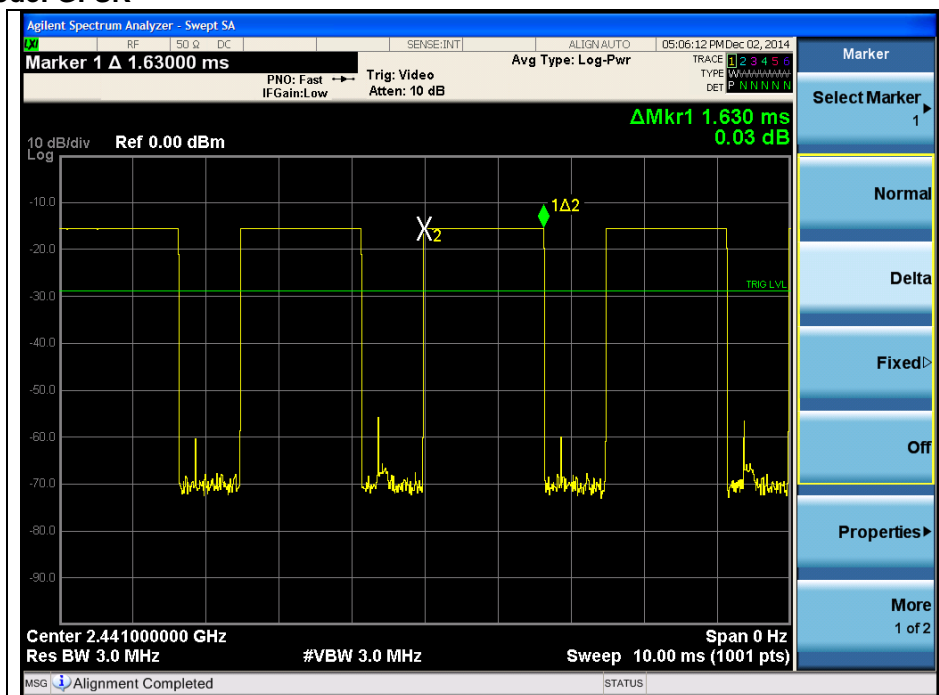 Agilent Spectrum Analyzer - Swept SA
LXI RF 50 Ω DC SENSE:INT ALIGN AUTO 05:06:12 PM Dec 02, 2014
Marker 1 Δ 1.63000 ms
PNO: Fast Trig: Video
IFGain:Low Atten: 10 dB
Avg Type: Log-Pwr
TRACE 1 2 3 4 5 6
TYPE WWWWWW
DET P N N N N N
ΔMkr1 1.630 ms
0.03 dB
10 dB/div Ref 0.00 dBm
Log
-10.0
-20.0
-30.0
-40.0
-50.0
-60.0
-70.0
-80.0
-90.0
1Δ2
X2
TRIG LVL
Center 2.441000000 GHz Span 0 Hz
Res BW 3.0 MHz #VBW 3.0 MHz Sweep 10.00 ms (1001 pts)
MSG Alignment Completed STATUS
Marker
Select Marker
1
Normal
Delta
Fixed
Off
Properties
More
1 of 2